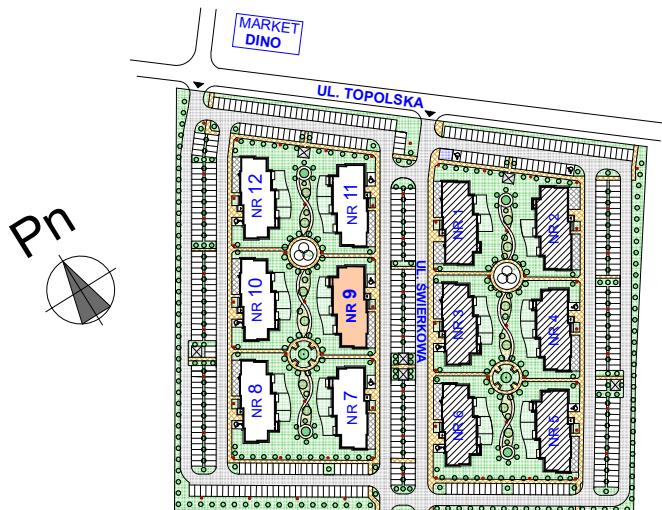 MARKET
DINO
UL. TOPOLSKA
Pn
NR 12
NR 11
NR 1
NR 2
NR 10
NR 9
UL. SWIERKOWA
NR 3
NR 4
NR 8
NR 7
NR 6
NR 5